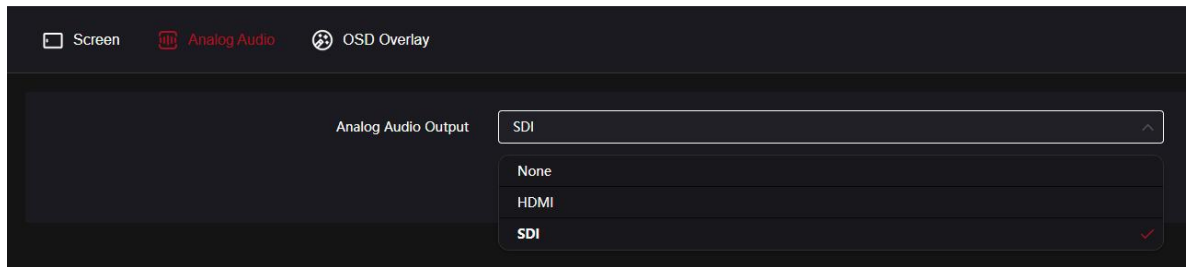 Screen Analog Audio OSD Overlay
Analog Audio Output SDI
None
HDMI
SDI